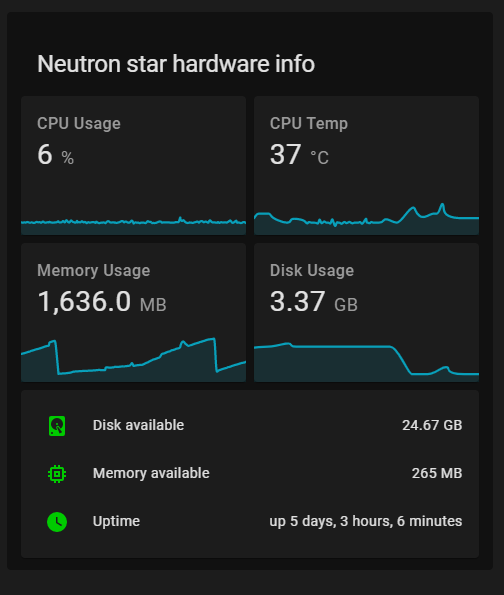 Neutron star hardware info
CPU Usage
6 %
CPU Temp
37 °C
Memory Usage
1,636.0 MB
Disk Usage
3.37 GB
Disk available 24.67 GB
Memory available 265 MB
Uptime up 5 days, 3 hours, 6 minutes